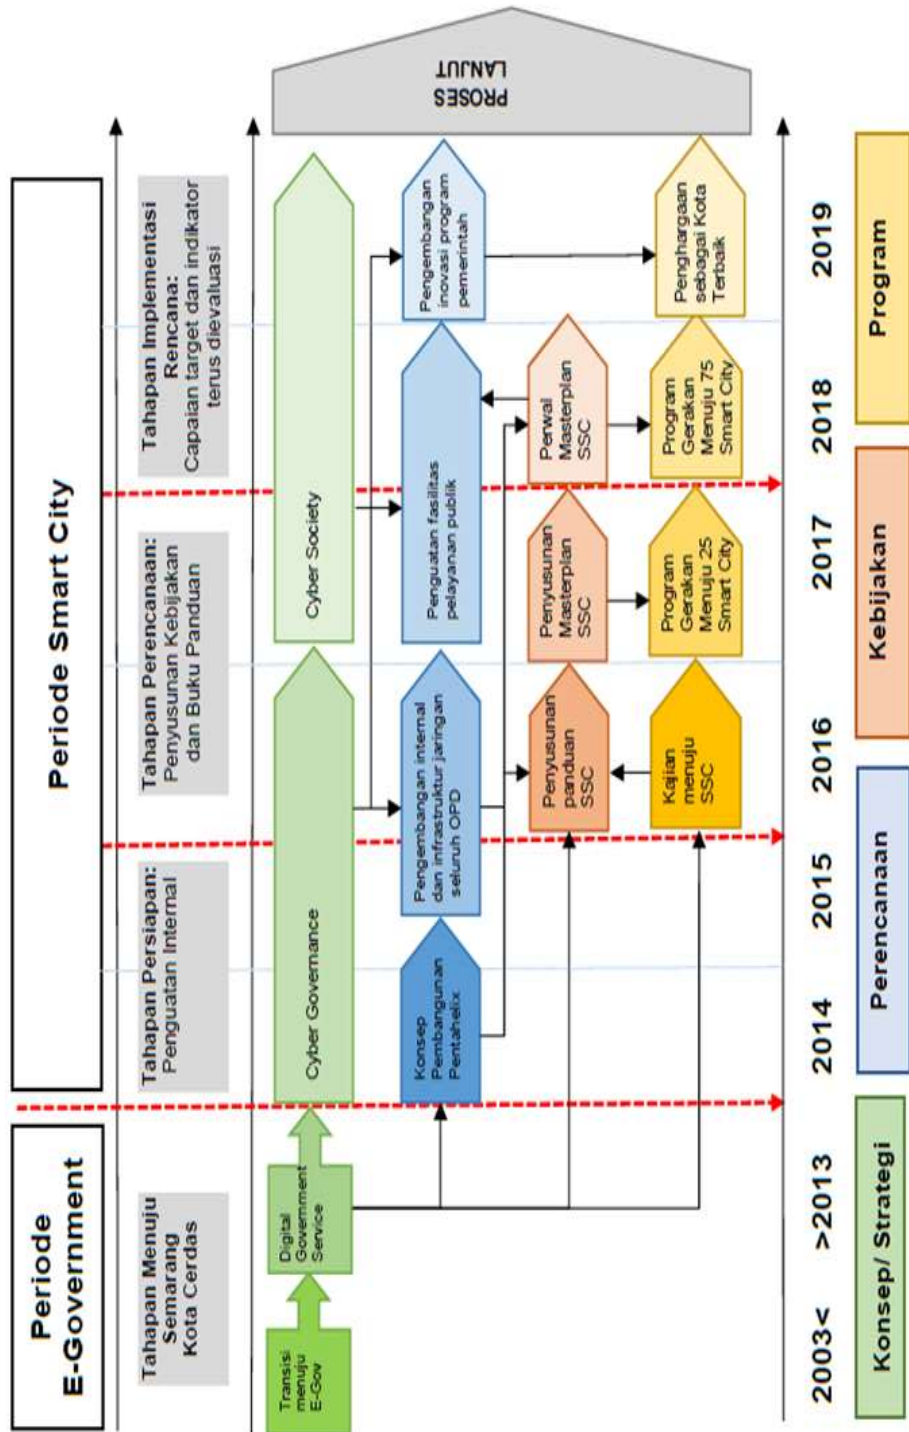 Periode
E-Government
Periode Smart City
Tahapan Menuju
Semarang
Kota Cerdas
Tahapan Persiapan:
Penguatan Internal
Tahapan Perencanaan:
Penyusunan Kebijakan
dan Buku Panduan
Tahapan Implementasi
Rencana:
Capaian target dan indikator
terus dievaluasi
Transisi
menuju
E-Gov
Digital
Government
Service
Cyber Governance
Cyber Society
PROSES
LANJUT
Konsep
Pembangunan
Pentahelix
Pengembangan internal
dan infrastruktur jaringan
seluruh OPD
Penguatan fasilitas
pelayanan publik
Pengembangan
inovasi program
pemerintah
Penyusunan
panduan
SSC
Penyusunan
Masterplan
SSC
Perwal
Masterplan
SSC
Kajian
menuju
SSC
Program
Gerakan
Menuju 25
Smart City
Program
Gerakan
Menuju 75
Smart City
Penghargaan
sebagai Kota
Terbaik
2003< >2013 2014 2015 2016 2017 2018 2019
Konsep/ Strategi
Perencanaan
Kebijakan
Program